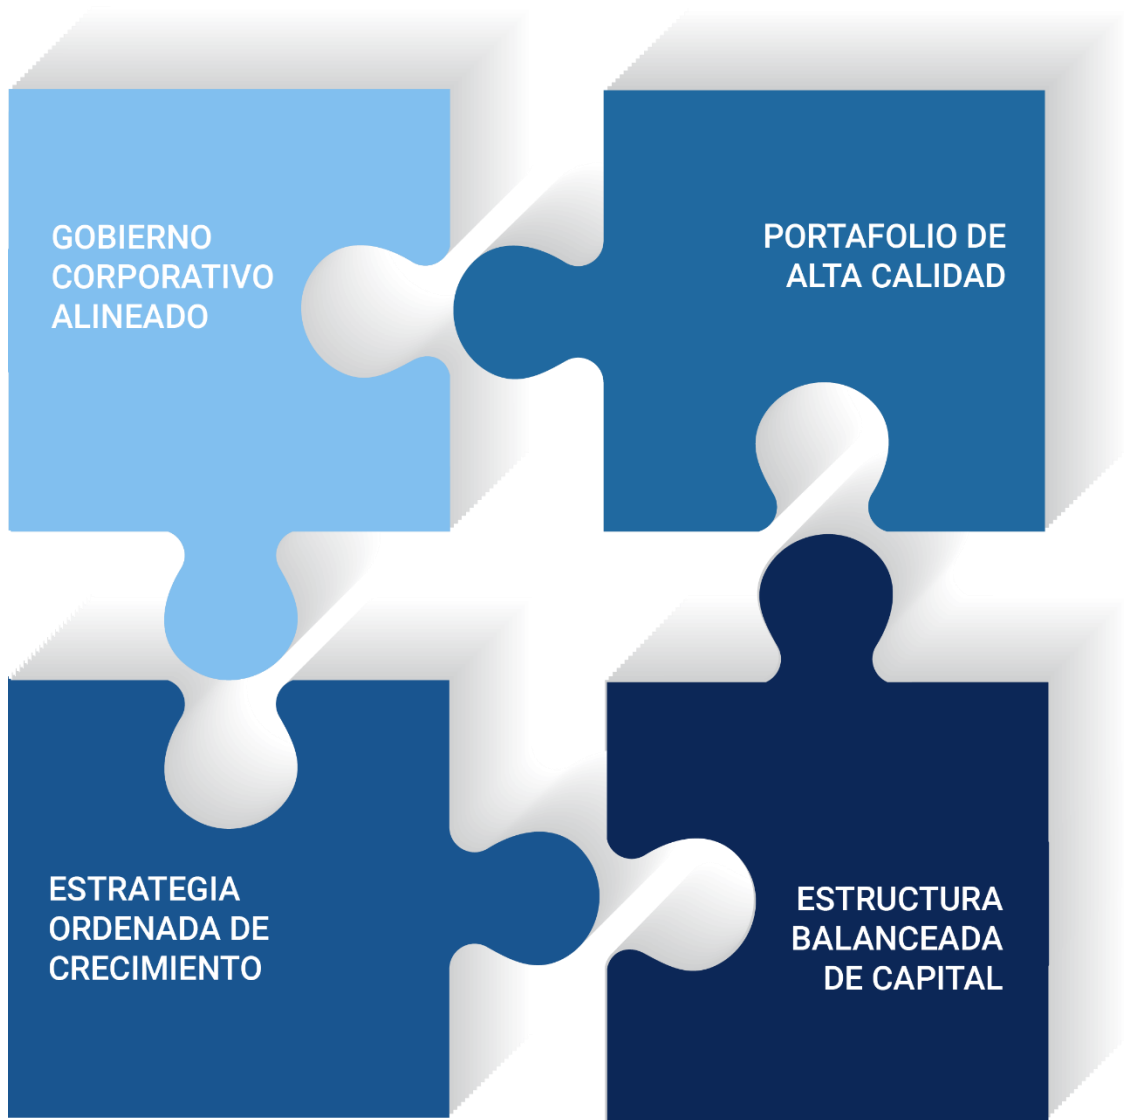 GOBIERNO
CORPORATIVO
ALINEADO
PORTAFOLIO DE
ALTA CALIDAD
ESTRATEGIA
ORDENADA DE
CRECIMIENTO
ESTRUCTURA
BALANCEADA
DE CAPITAL